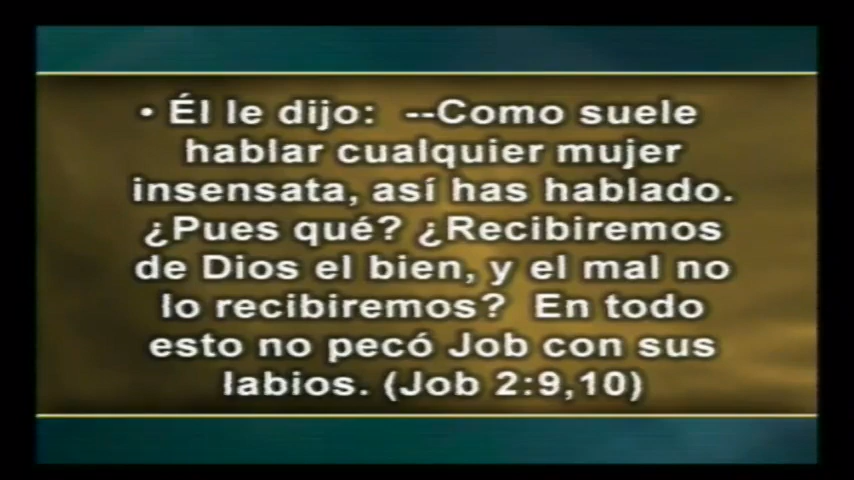 • Él le dijo:  --Como suele
hablar cualquier mujer
insensata, así has hablado.
¿Pues qué? ¿Recibiremos
de Dios el bien, y el mal no
lo recibiremos?  En todo
esto no pecó Job con sus
labios. (Job 2:9,10)